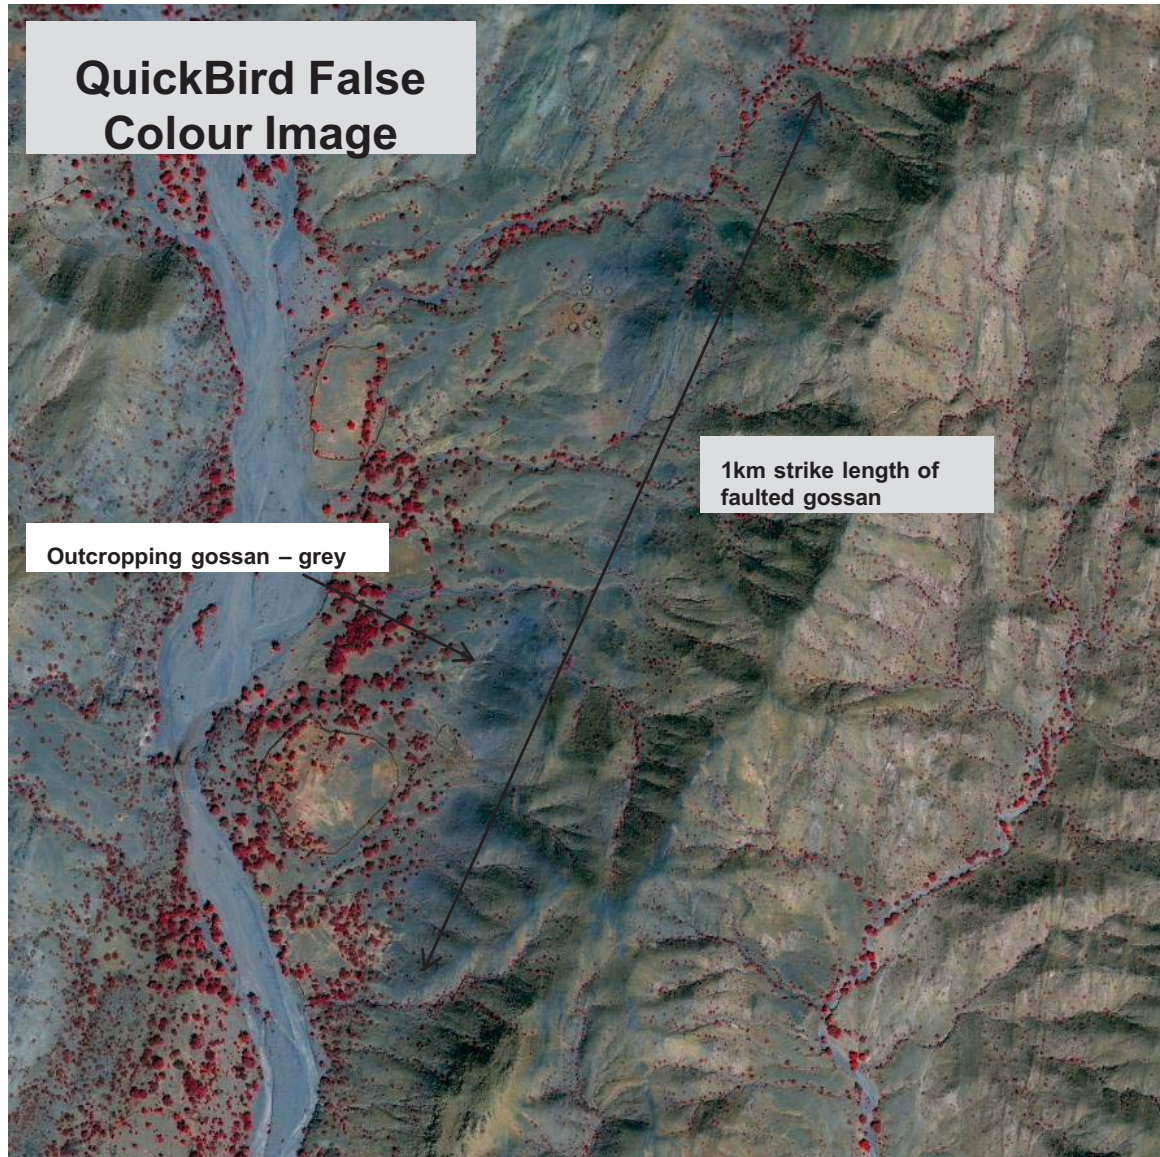 QuickBird False
Colour Image
1km strike length of
faulted gossan
Outcropping gossan – grey